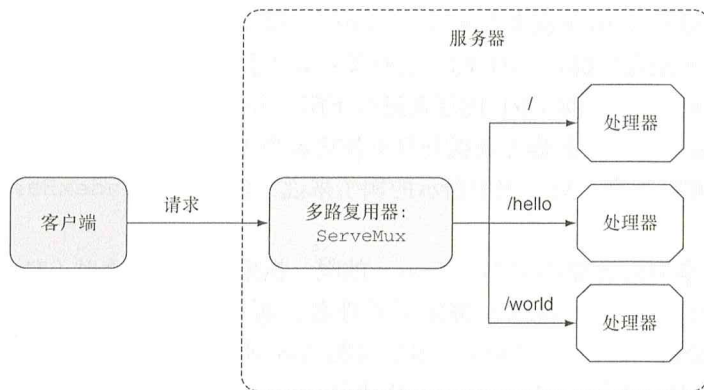 服务器
/
处理器
客户端
请求
多路复用器：
ServeMux
/hello
处理器
/world
处理器